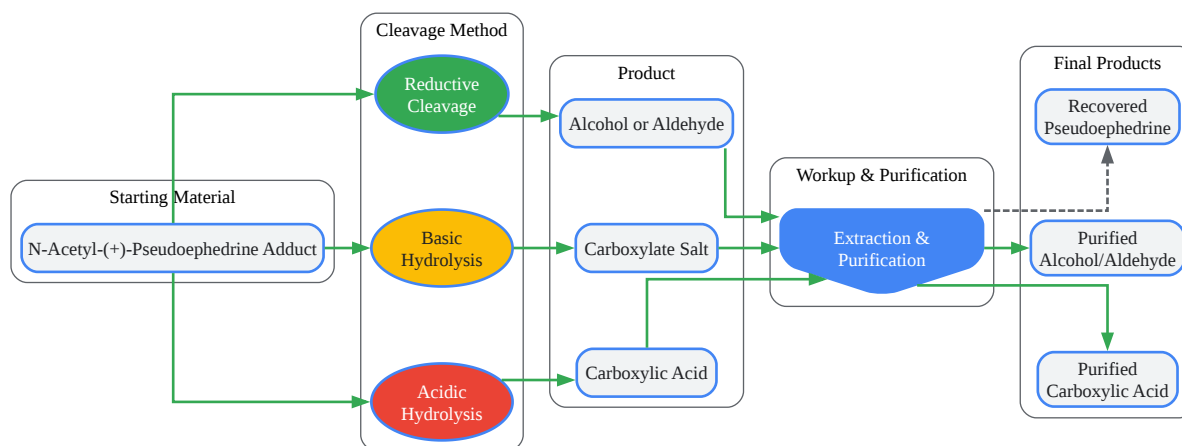 Starting Material
N-Acetyl-(+)-Pseudoephedrine Adduct
Cleavage Method
Reductive
Cleavage
Basic
Hydrolysis
Acidic
Hydrolysis
Product
Alcohol or Aldehyde
Carboxylate Salt
Carboxylic Acid
Workup & Purification
Extraction &
Purification
Final Products
Recovered
Pseudoephedrine
Purified
Alcohol/Aldehyde
Purified
Carboxylic Acid